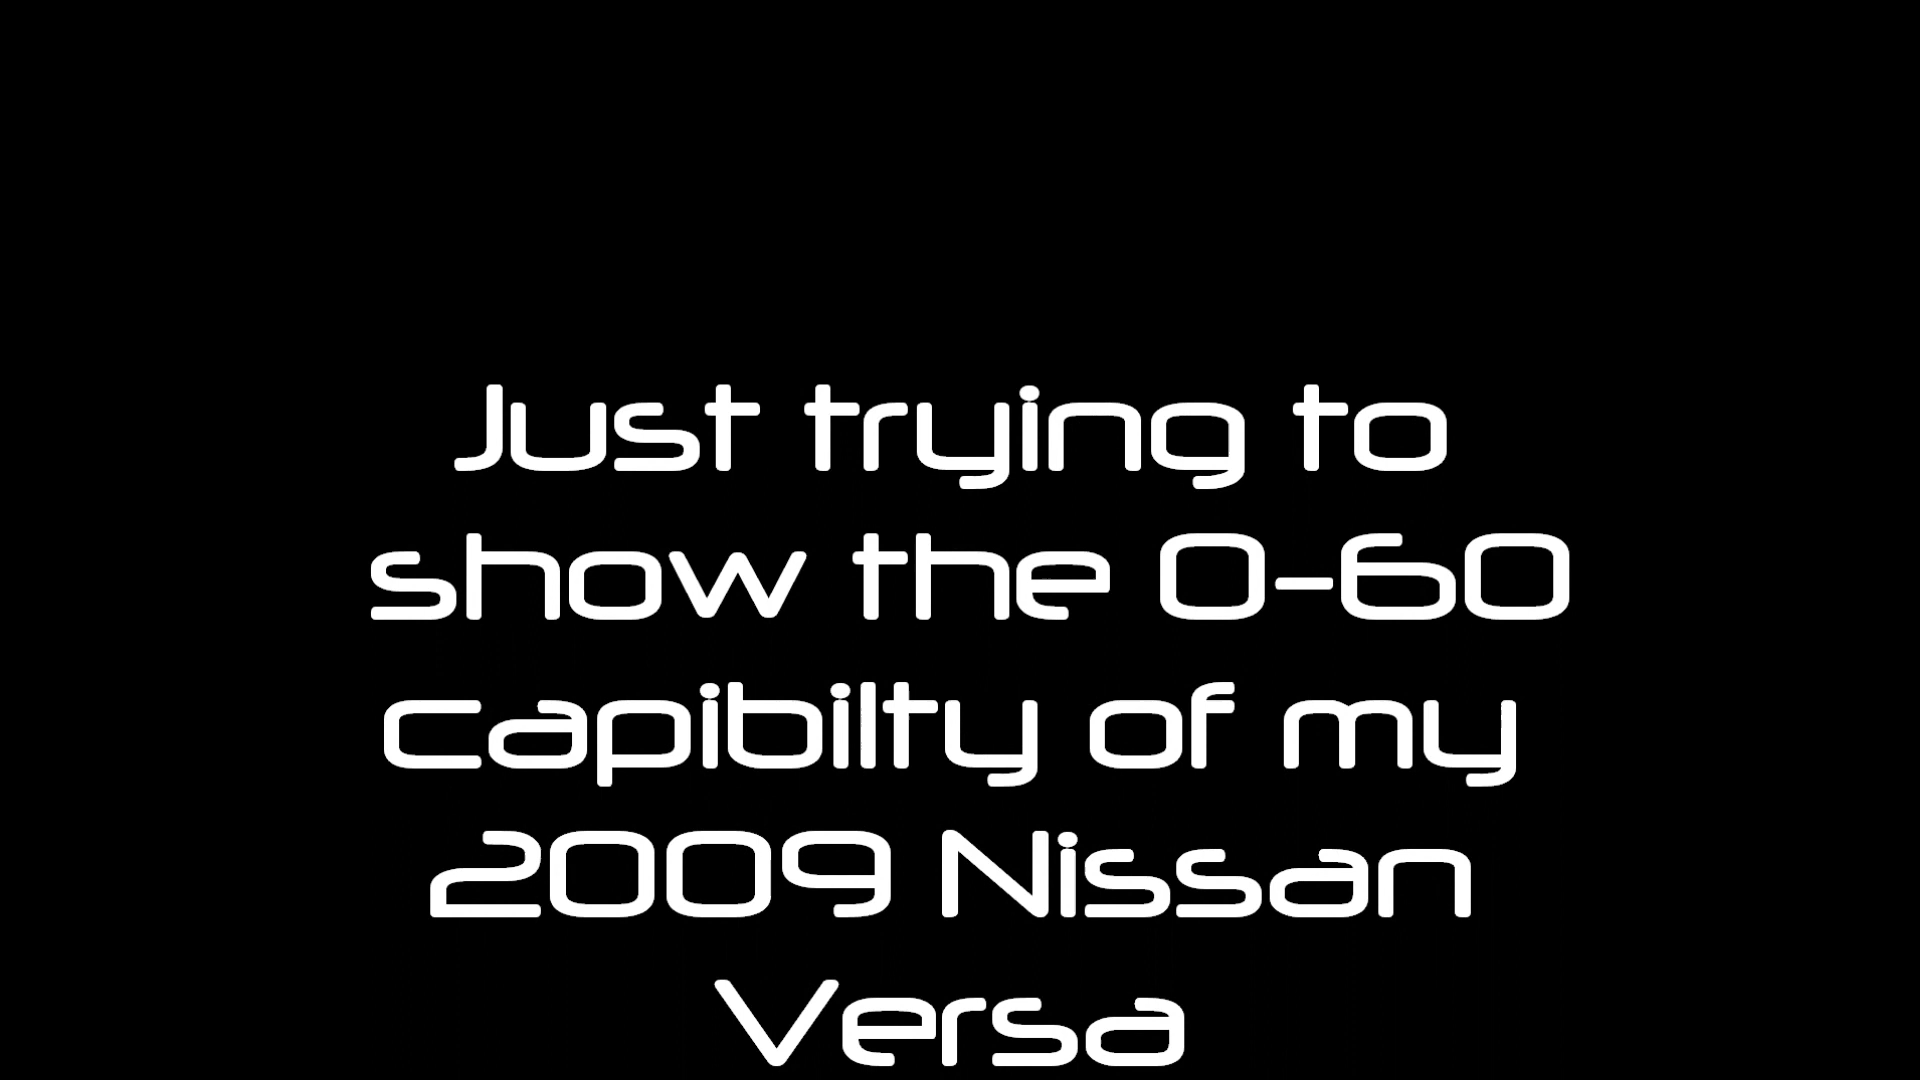 Just trying to
show the 0-60
capibilty of my
2009 Nissan
Versa